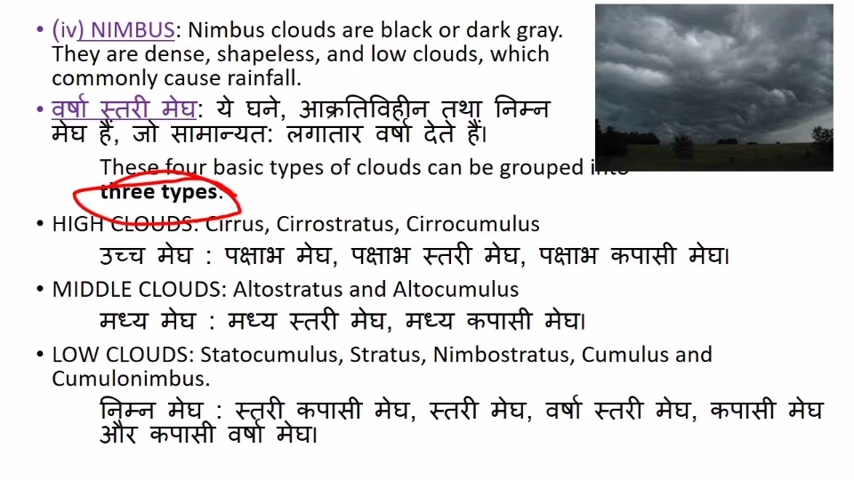 • (iv) NIMBUS: Nimbus clouds are black or dark gray.
They are dense, shapeless, and low clouds, which
commonly cause rainfall.
• वर्षा स्तरी मेघ: ये घने, आक्रतिविहीन तथा निम्न
मेघ हैं, जो सामान्यत: लगातार वर्षा देते हैं।
These four basic types of clouds can be grouped into
three types.
• HIGH CLOUDS: Cirrus, Cirrostratus, Cirrocumulus
उच्च मेघ : पक्षाभ मेघ, पक्षाभ स्तरी मेघ, पक्षाभ कपासी मेघ।
• MIDDLE CLOUDS: Altostratus and Altocumulus
मध्य मेघ : मध्य स्तरी मेघ, मध्य कपासी मेघ।
• LOW CLOUDS: Statocumulus, Stratus, Nimbostratus, Cumulus and
Cumulonimbus.
निम्न मेघ : स्तरी कपासी मेघ, स्तरी मेघ, वर्षा स्तरी मेघ, कपासी मेघ
और कपासी वर्षा मेघ।